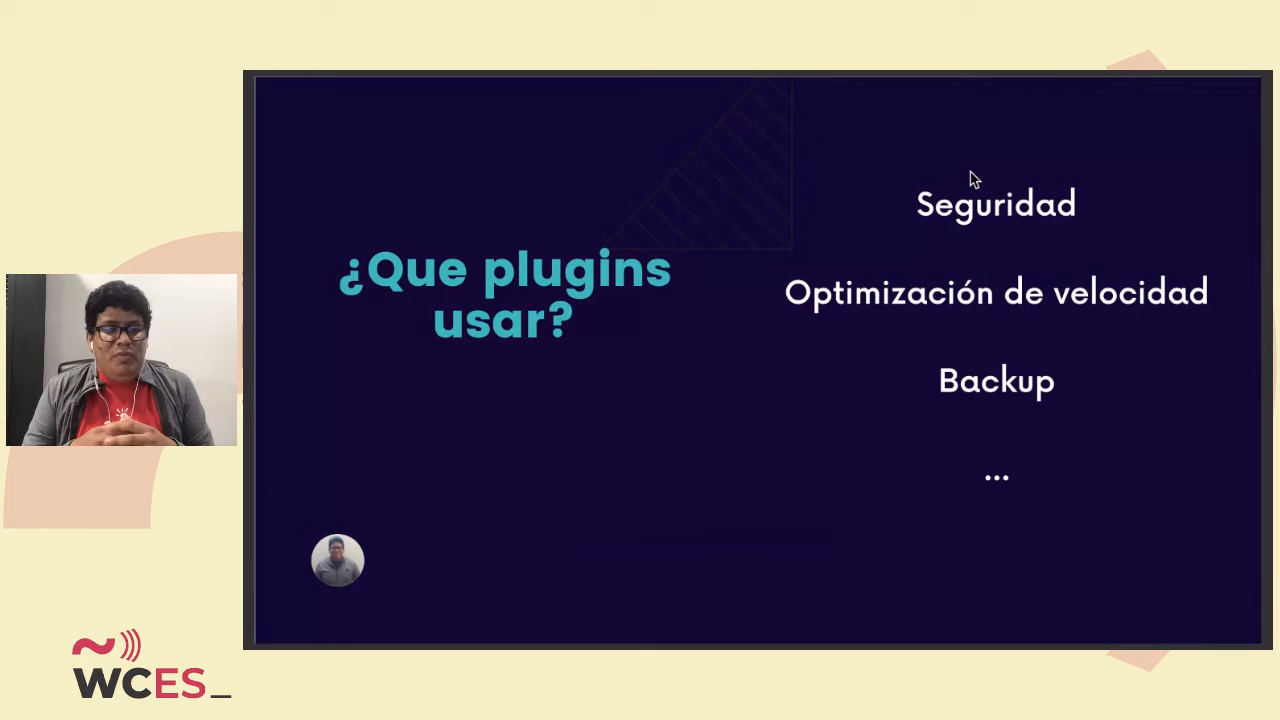 ¿Que plugins
usar?
Seguridad
Optimización de velocidad
Backup
...
WCES_